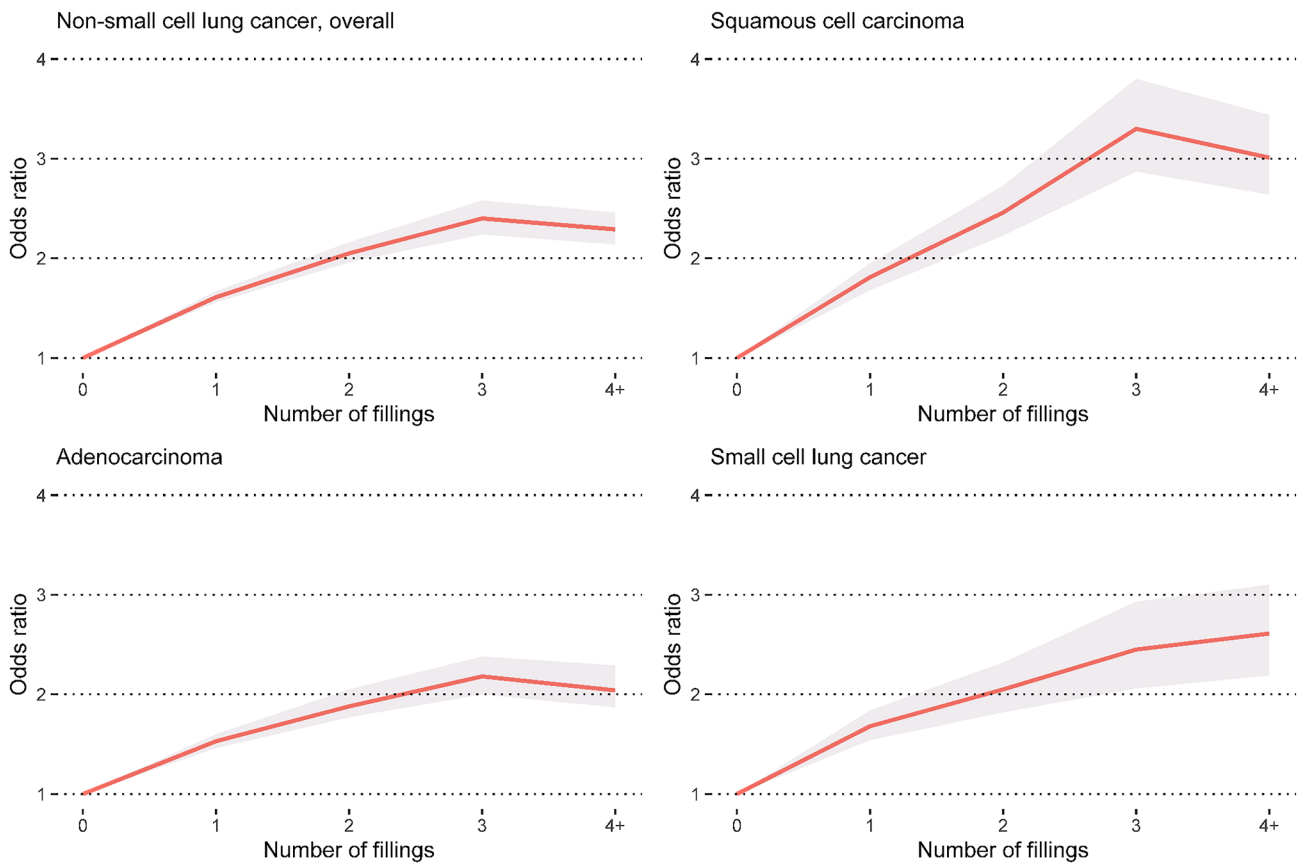 Non-small cell lung cancer, overall
4
3
2
1
Odds ratio
0 1 2 3 4+
Number of fillings
Squamous cell carcinoma
4
3
2
1
Odds ratio
0 1 2 3 4+
Number of fillings
Adenocarcinoma
4
3
2
1
Odds ratio
0 1 2 3 4+
Number of fillings
Small cell lung cancer
4
3
2
1
Odds ratio
0 1 2 3 4+
Number of fillings